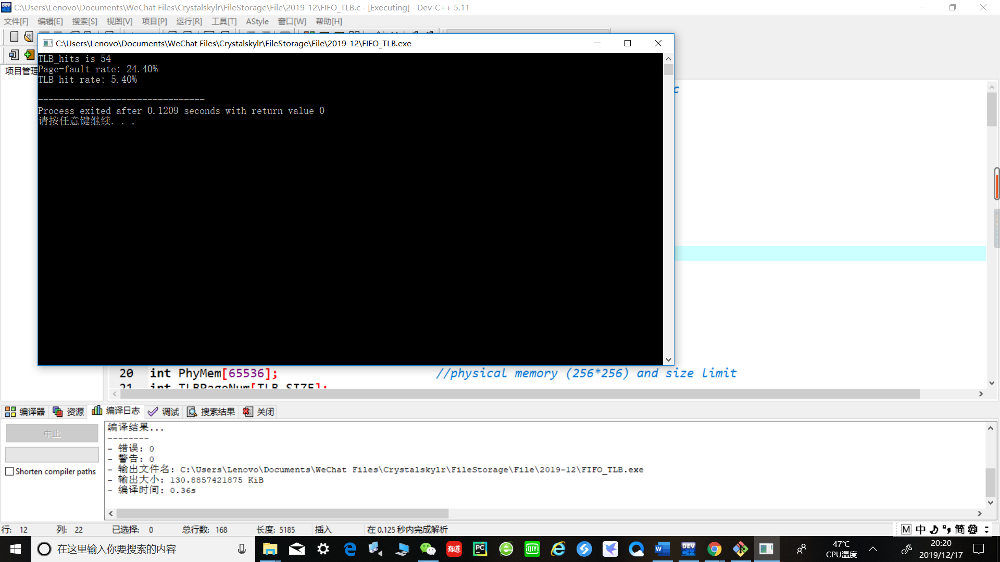 C:\Users\Lenovo\Documents\WeChat Files\Crystalskylr\FileStorage\File\2019-12\FIFO_TLB.c - [Executing] - Dev-C++ 5.11
文件[F] 编辑[E] 搜索[S] 视图[V] 项目[P] 运行[R] 工具[T] AStyle 窗口[W] 帮助[H]
C:\Users\Lenovo\Documents\WeChat Files\Crystalskylr\FileStorage\File\2019-12\FIFO_TLB.exe
项目管理
TLB_hits is 54
Page-fault rate: 24.40%
TLB hit rate: 5.40%
--------------------------------
Process exited after 0.1209 seconds with return value 0
请按任意键继续. . .
c
20 int PhyMem[65536]; //physical memory (256*256) and size limit
21 int TLBPageNum[TLB_SIZE];
编译器 资源 编译日志 调试 搜索结果 关闭
中止
Shorten compiler paths
编译结果...
--------
- 错误: 0
- 警告: 0
- 输出文件名: C:\Users\Lenovo\Documents\WeChat Files\Crystalskylr\FileStorage\File\2019-12\FIFO_TLB.exe
- 输出大小: 130.8857421875 KiB
- 编译时间: 0.36s
行: 12 列: 22 已选择: 0 总行数: 168 长度: 5185 插入 在 0.125 秒内完成解析
M 中 简
在这里输入你要搜索的内容
有道 PC iQIY W DEV C++
47℃
CPU温度
20:20
2019/12/17